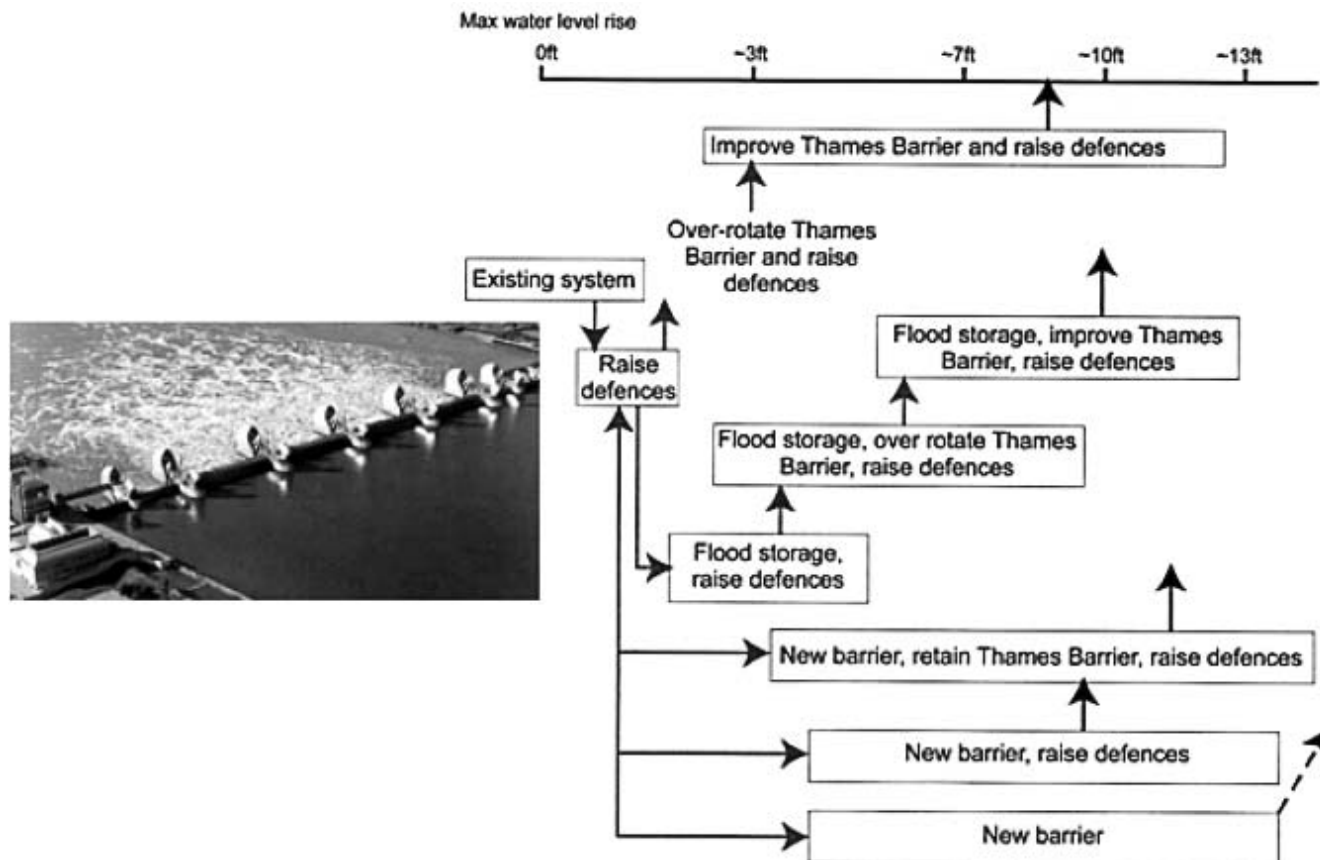 Max water level rise
0ft ~3ft ~7ft ~10ft ~13ft
Improve Thames Barrier and raise defences
Over-rotate Thames
Barrier and raise
defences
Existing system
Raise
defences
Flood storage, improve Thames
Barrier, raise defences
Flood storage, over rotate Thames
Barrier, raise defences
Flood storage,
raise defences
New barrier, retain Thames Barrier, raise defences
New barrier, raise defences
New barrier